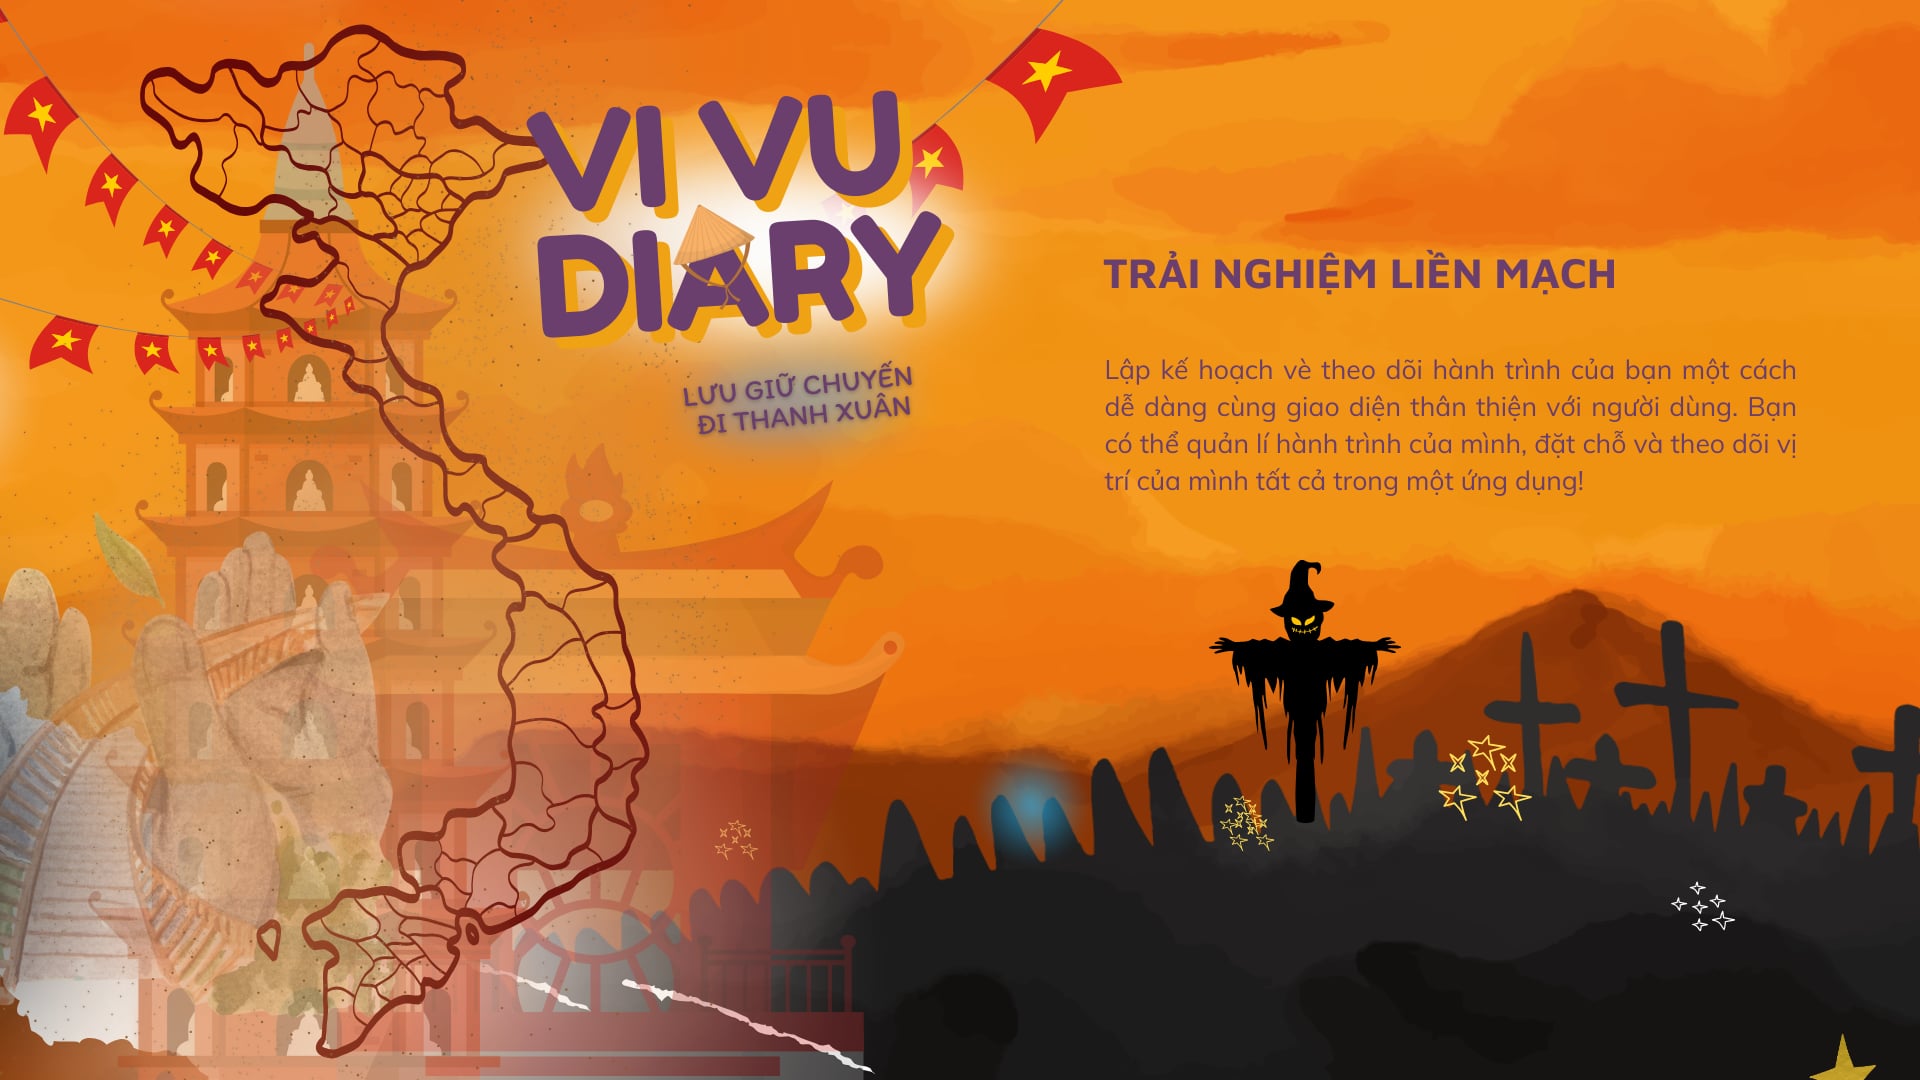 VI VU
DIARY
LƯU GIỮ CHUYẾN
ĐI THANH XUÂN
TRẢI NGHIỆM LIỀN MẠCH
Lập kế hoạch vè theo dõi hành trình của bạn một cách
dễ dàng cùng giao diện thân thiện với người dùng. Bạn
có thể quản lí hành trình của mình, đặt chỗ và theo dõi vị
trí của mình tất cả trong một ứng dụng!